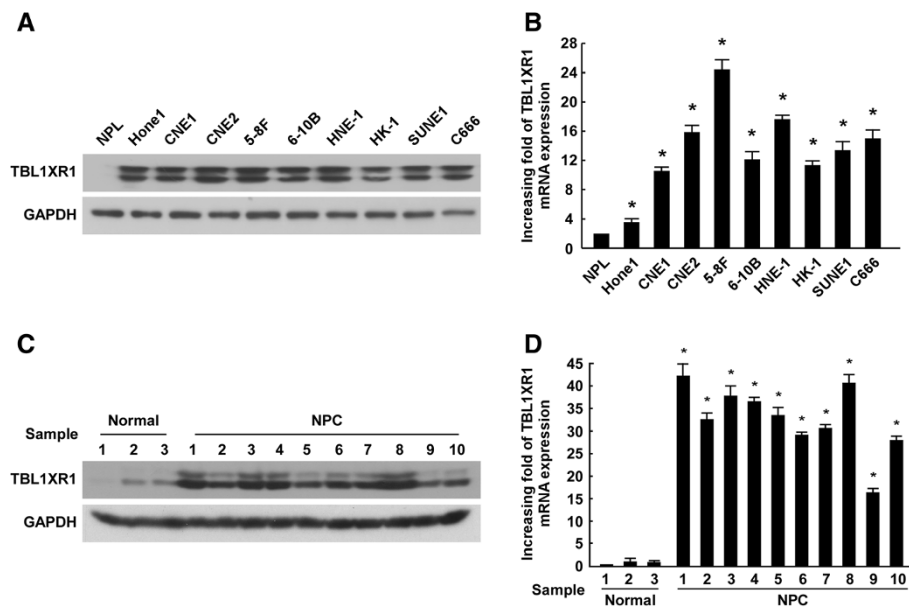 A
NPL Hone1 CNE1 CNE2 5-8F 6-10B HNE-1 HK-1 SUNE1 C666
TBL1XR1
GAPDH
B
Increasing fold of TBL1XR1
mRNA expression
28
24
20
16
12
8
4
0
* * * * * * * * *
NPL Hone1 CNE1 CNE2 5-8F 6-10B HNE-1 HK-1 SUNE1 C666
C
Normal NPC
Sample 1 2 3 1 2 3 4 5 6 7 8 9 10
TBL1XR1
GAPDH
D
Increasing fold of TBL1XR1
mRNA expression
45
40
35
30
25
20
15
10
5
0
* * * * * * * * * *
Sample 1 2 3 1 2 3 4 5 6 7 8 9 10
Normal NPC